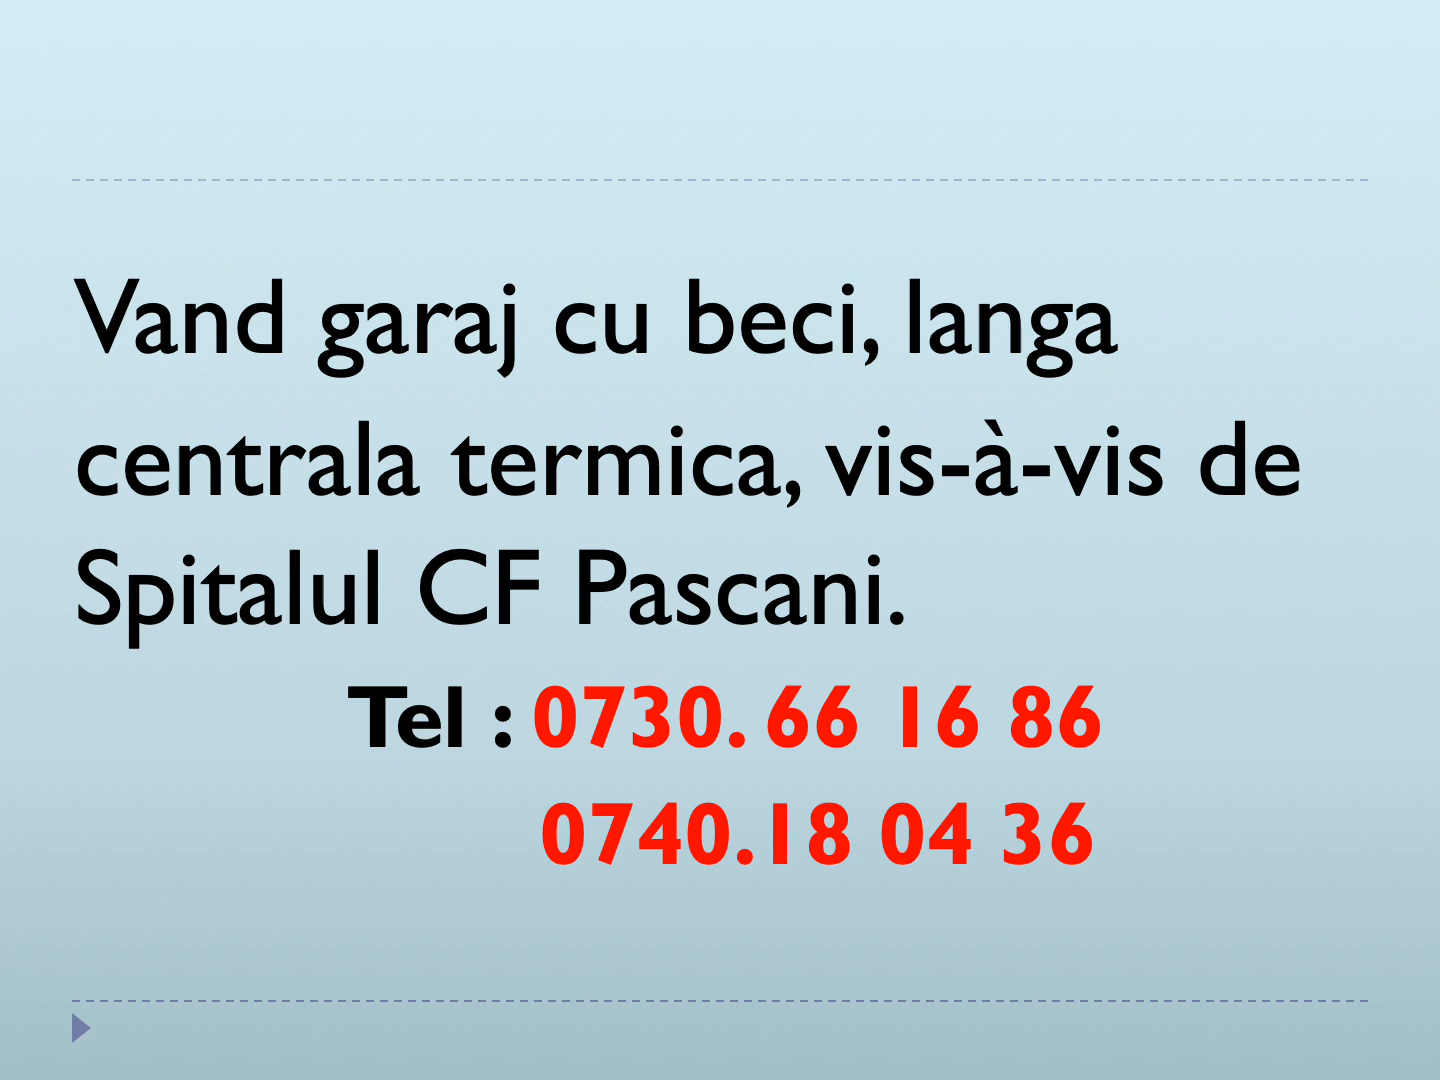 Vand garaj cu beci, langa
centrala termica, vis-à-vis de
Spitalul CF Pascani.
Tel : 0730. 66 16 86
0740.18 04 36